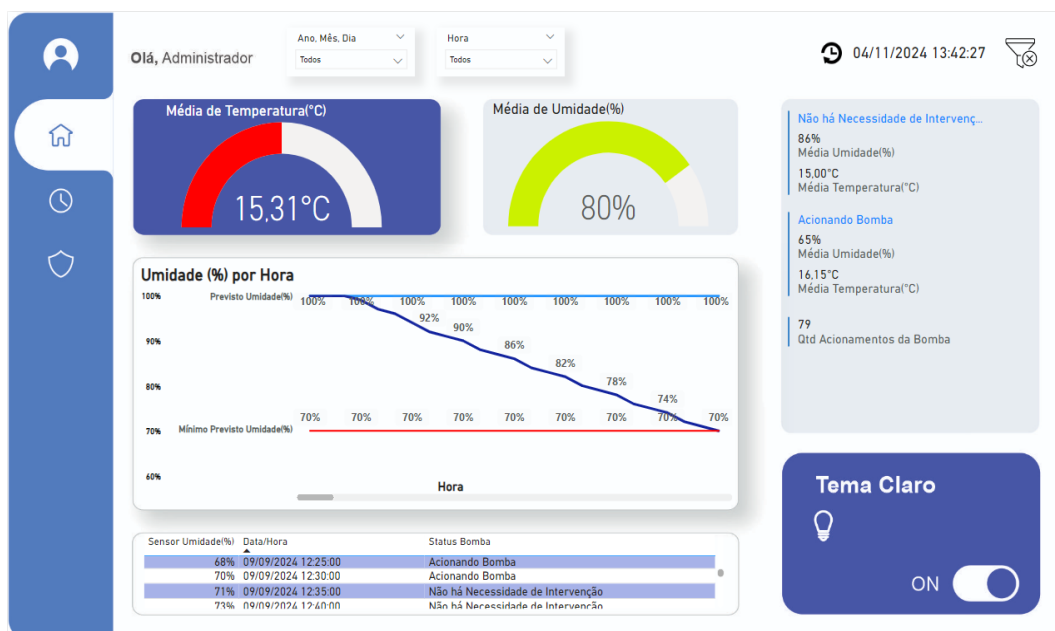 Olá, Administrador
Ano, Mês, Dia
Todos
Hora
Todos
04/11/2024 13:42:27
Média de Temperatura(°C)
15,31°C
Média de Umidade(%)
80%
Não há Necessidade de Intervenç...
86%
Média Umidade(%)
15,00°C
Média Temperatura(°C)
Acionando Bomba
65%
Média Umidade(%)
16,15°C
Média Temperatura(°C)
79
Qtd Acionamentos da Bomba
Umidade (%) por Hora
100% Previsto Umidade(%) 100% 100% 100% 100% 100% 100% 100% 100% 100%
92% 90%
90% 86%
82%
80% 78%
74%
70% 70% 70% 70% 70% 70% 70% 70% 70%
70% Mínimo Previsto Umidade(%)
60%
Hora
Sensor Umidade(%) Data/Hora Status Bomba
68% 09/09/2024 12:25:00 Acionando Bomba
70% 09/09/2024 12:30:00 Acionando Bomba
71% 09/09/2024 12:35:00 Não há Necessidade de Intervenção
73% 09/09/2024 12:40:00 Não há Necessidade de Intervenção
Tema Claro
ON